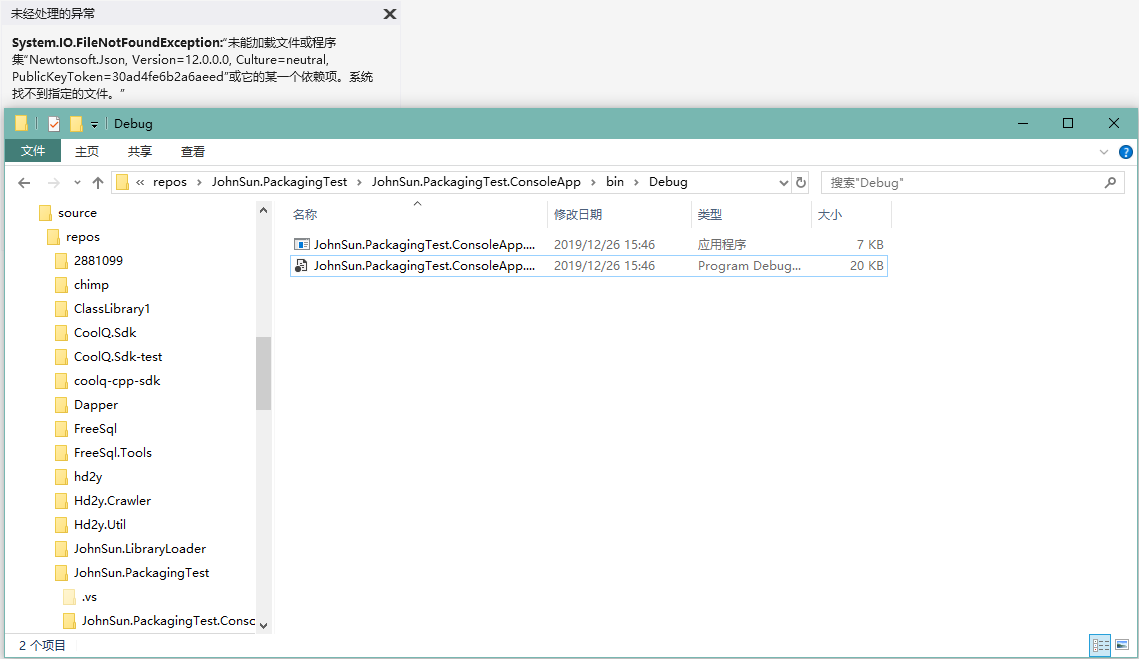 未经处理的异常
System.IO.FileNotFoundException:“未能加载文件或程序
集“Newtonsoft.Json, Version=12.0.0.0, Culture=neutral,
PublicKeyToken=30ad4fe6b2a6aeed”或它的某一个依赖项。系统
找不到指定的文件。”
Debug
文件 主页 共享 查看
« repos › JohnSun.PackagingTest › JohnSun.PackagingTest.ConsoleApp › bin › Debug 搜索"Debug"
名称 修改日期 类型 大小
JohnSun.PackagingTest.ConsoleApp.... 2019/12/26 15:46 应用程序 7 KB
JohnSun.PackagingTest.ConsoleApp.... 2019/12/26 15:46 Program Debug... 20 KB
source
repos
2881099
chimp
ClassLibrary1
CoolQ.Sdk
CoolQ.Sdk-test
coolq-cpp-sdk
Dapper
FreeSql
FreeSql.Tools
hd2y
Hd2y.Crawler
Hd2y.Util
JohnSun.LibraryLoader
JohnSun.PackagingTest
.vs
JohnSun.PackagingTest.Conso
2 个项目